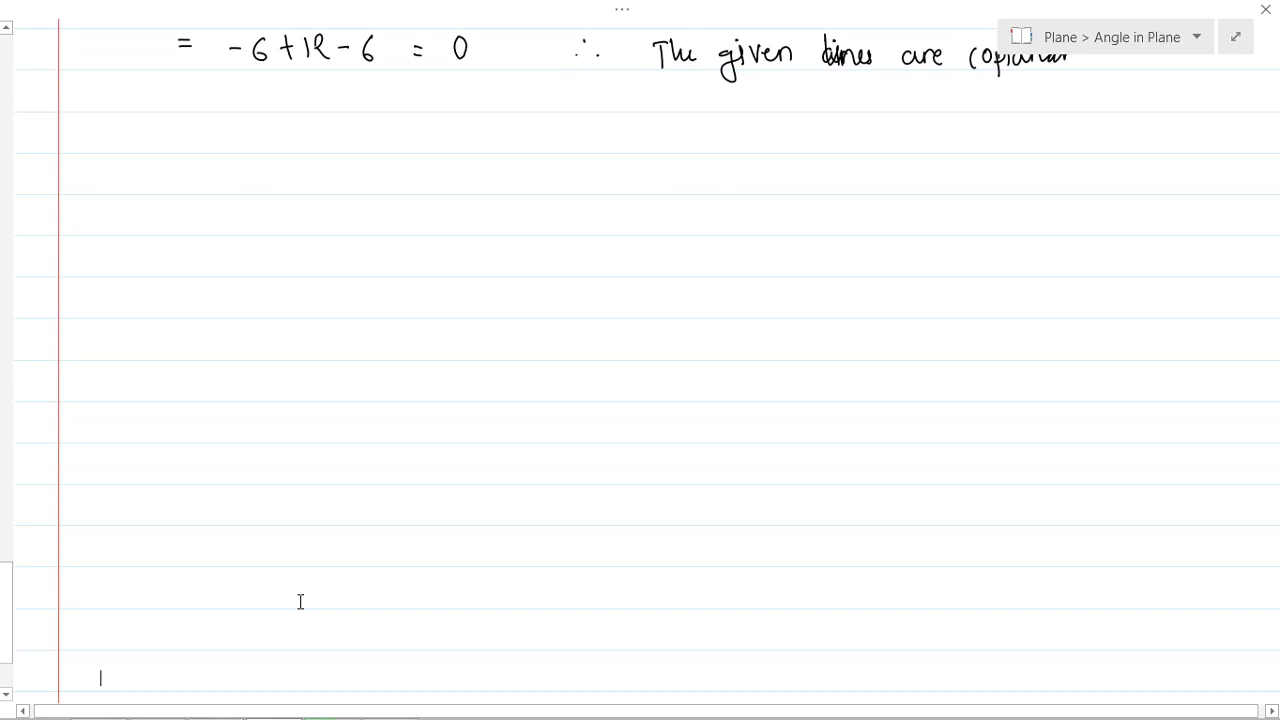 Plane > Angle in Plane
= -6+12-6 = 0 ∴ The given lines are coplanar